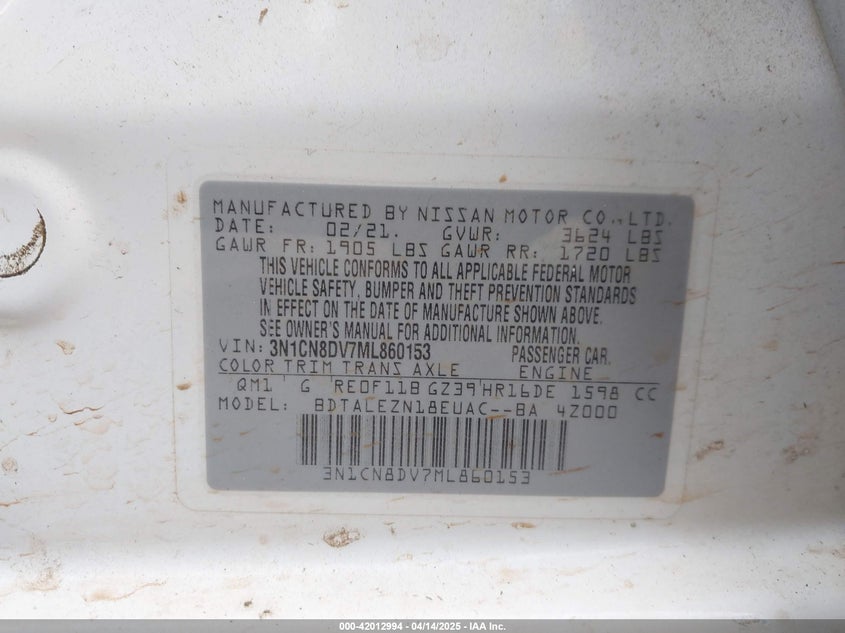 MANUFACTURED BY NISSAN MOTOR CO., LTD.
DATE: 02/21. GVWR: 3624 LBS
GAWR FR: 1905 LBS GAWR RR: 1720 LBS
THIS VEHICLE CONFORMS TO ALL APPLICABLE FEDERAL MOTOR
VEHICLE SAFETY, BUMPER AND THEFT PREVENTION STANDARDS
IN EFFECT ON THE DATE OF MANUFACTURE SHOWN ABOVE.
SEE OWNER'S MANUAL FOR ADDITIONAL INFORMATION.
VIN: 3N1CN8DV7ML860153 PASSENGER CAR.
COLOR TRIM TRANS AXLE ENGINE
QM1 G RE0F11B GZ39 HR16DE 1598 CC
MODEL: BDTALEZN18EUAC--BA 4Z000
3N1CN8DV7ML860153
000-42012994 - 04/14/2025 - IAA Inc.